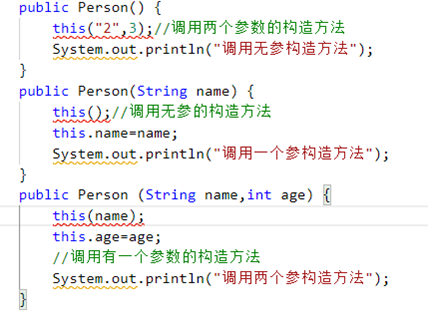 public Person() {
this("2",3);//调用两个参数的构造方法
System.out.println("调用无参构造方法");
}
public Person(String name) {
this();//调用无参的构造方法
this.name=name;
System.out.println("调用一个参构造方法");
}
public Person (String name,int age) {
this(name);
this.age=age;
//调用有一个参数的构造方法
System.out.println("调用两个参构造方法");
}